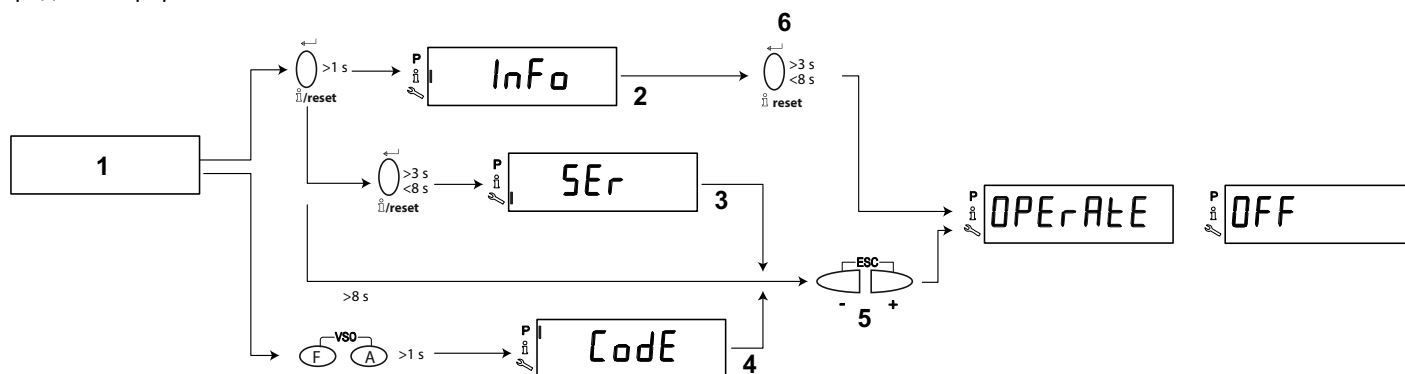 6
>1 s
i/reset
P
i
InFo
2
>3 s
<8 s
i reset
1
>3 s
<8 s
i/reset
P
i
SEr
3
P
i
OPErAtE
P
i
OFF
>8 s
ESC
- +
5
VSO
F A
>1 s
P
i
CodE
4